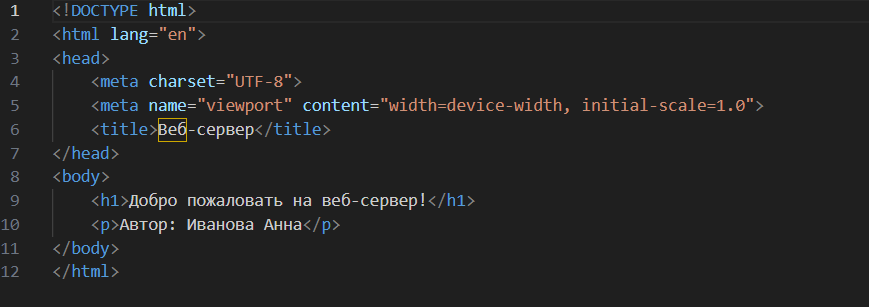 1 <!DOCTYPE html>
2 <html lang="en">
3 <head>
4     <meta charset="UTF-8">
5     <meta name="viewport" content="width=device-width, initial-scale=1.0">
6     <title>Веб-сервер</title>
7 </head>
8 <body>
9     <h1>Добро пожаловать на веб-сервер!</h1>
10     <p>Автор: Иванова Анна</p>
11 </body>
12 </html>